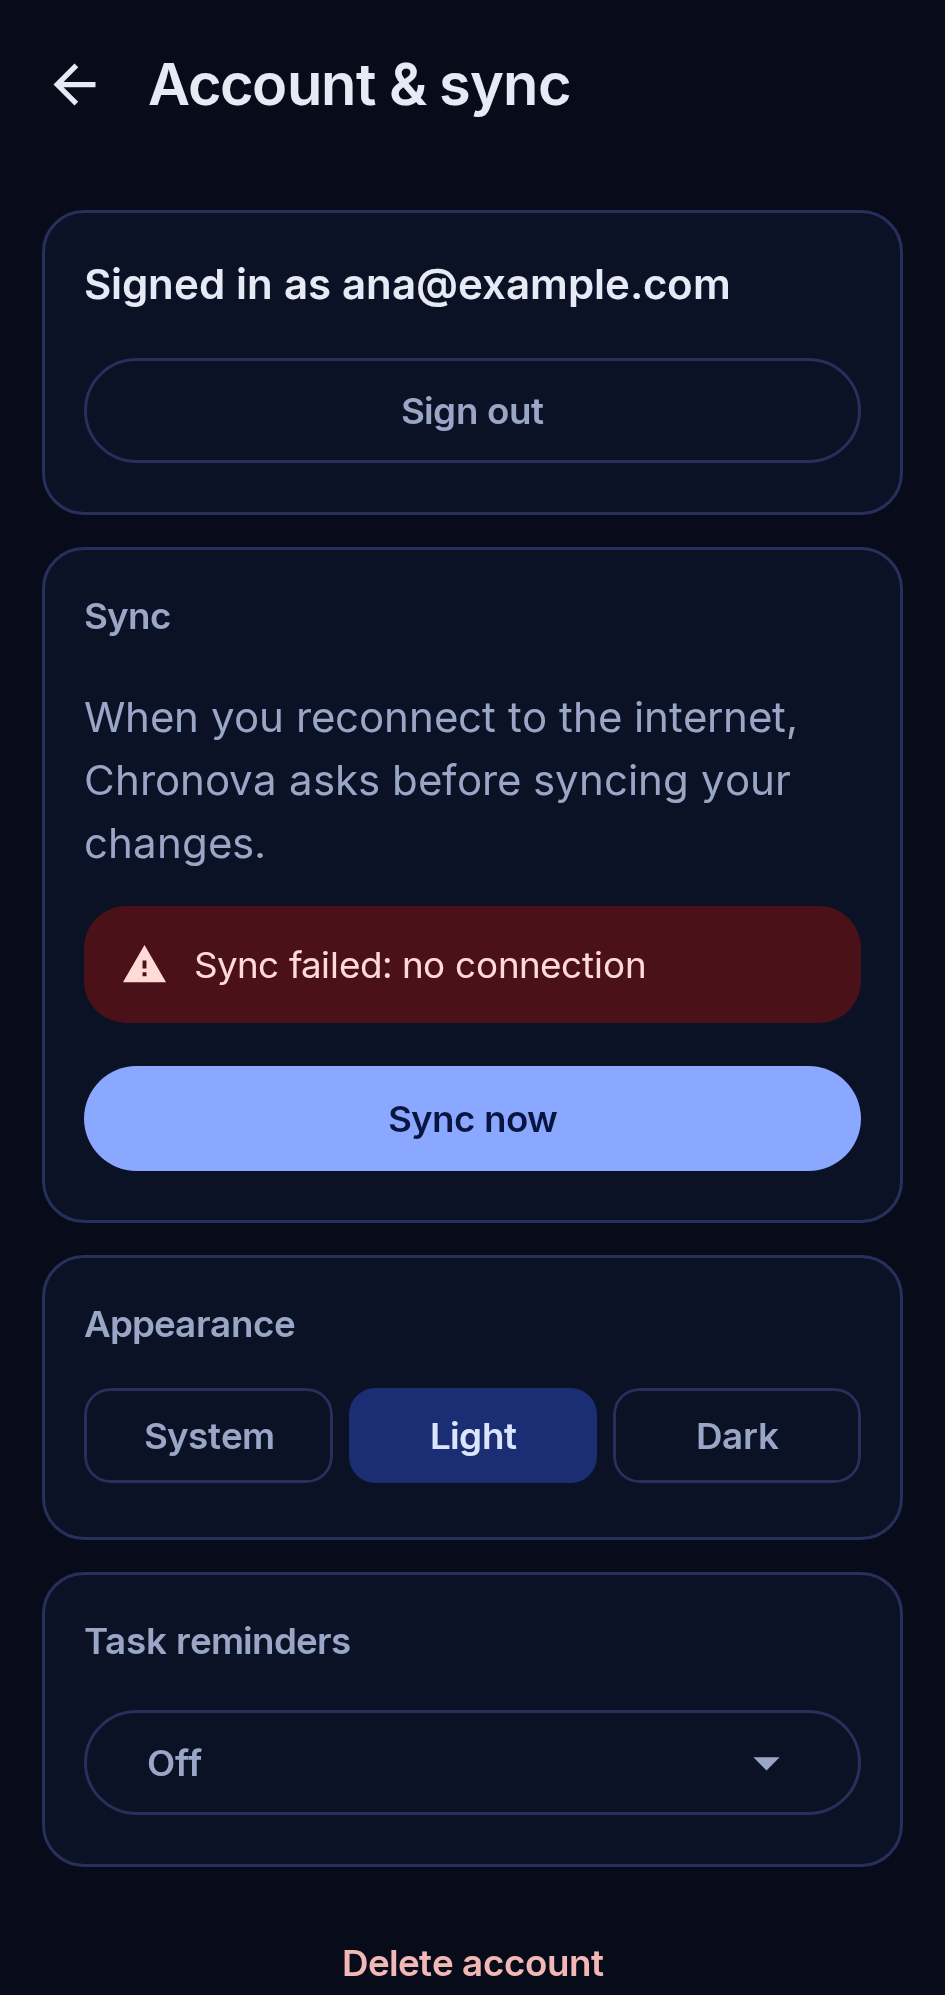 Account & sync
Signed in as ana@example.com
Sign out
Sync
When you reconnect to the internet,
Chronova asks before syncing your
changes.
Sync failed: no connection
Sync now
Appearance
System
Light
Dark
Task reminders
Off
Delete account